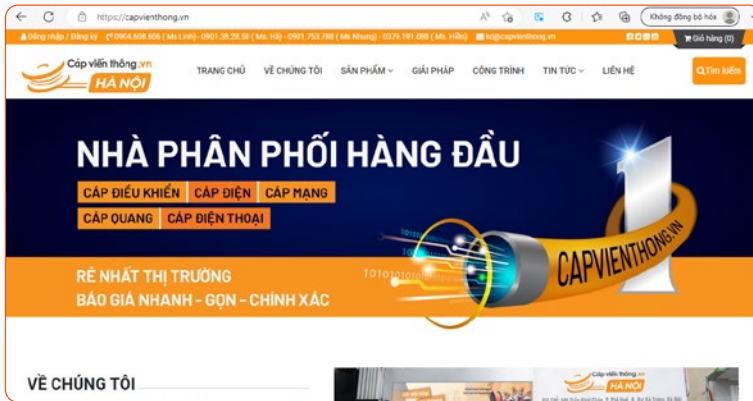 https://capvienthong.vn
Không đồng bộ hóa
Đăng nhập / Đăng ký 0904.608.606 ( Ms Linh) - 0901.38.28.58 ( Ms. Hà) - 0901.753.788 ( Ms Nhung) - 0379.191.088 ( Ms. Hiền) kd@capvienthong.vn Giỏ hàng (0)
Cáp viễn thông.vn
HÀ NỘI
TRANG CHỦ VỀ CHÚNG TÔI SẢN PHẨM GIẢI PHÁP CÔNG TRÌNH TIN TỨC LIÊN HỆ Tìm kiếm
NHÀ PHÂN PHỐI HÀNG ĐẦU
CÁP ĐIỀU KHIỂN CÁP ĐIỆN CÁP MẠNG
CÁP QUANG CÁP ĐIỆN THOẠI
CAPVIENTHONG.VN
RẺ NHẤT THỊ TRƯỜNG
BÁO GIÁ NHANH - GỌN - CHÍNH XÁC
VỀ CHÚNG TÔI
Cáp viễn thông.vn
HÀ NỘI